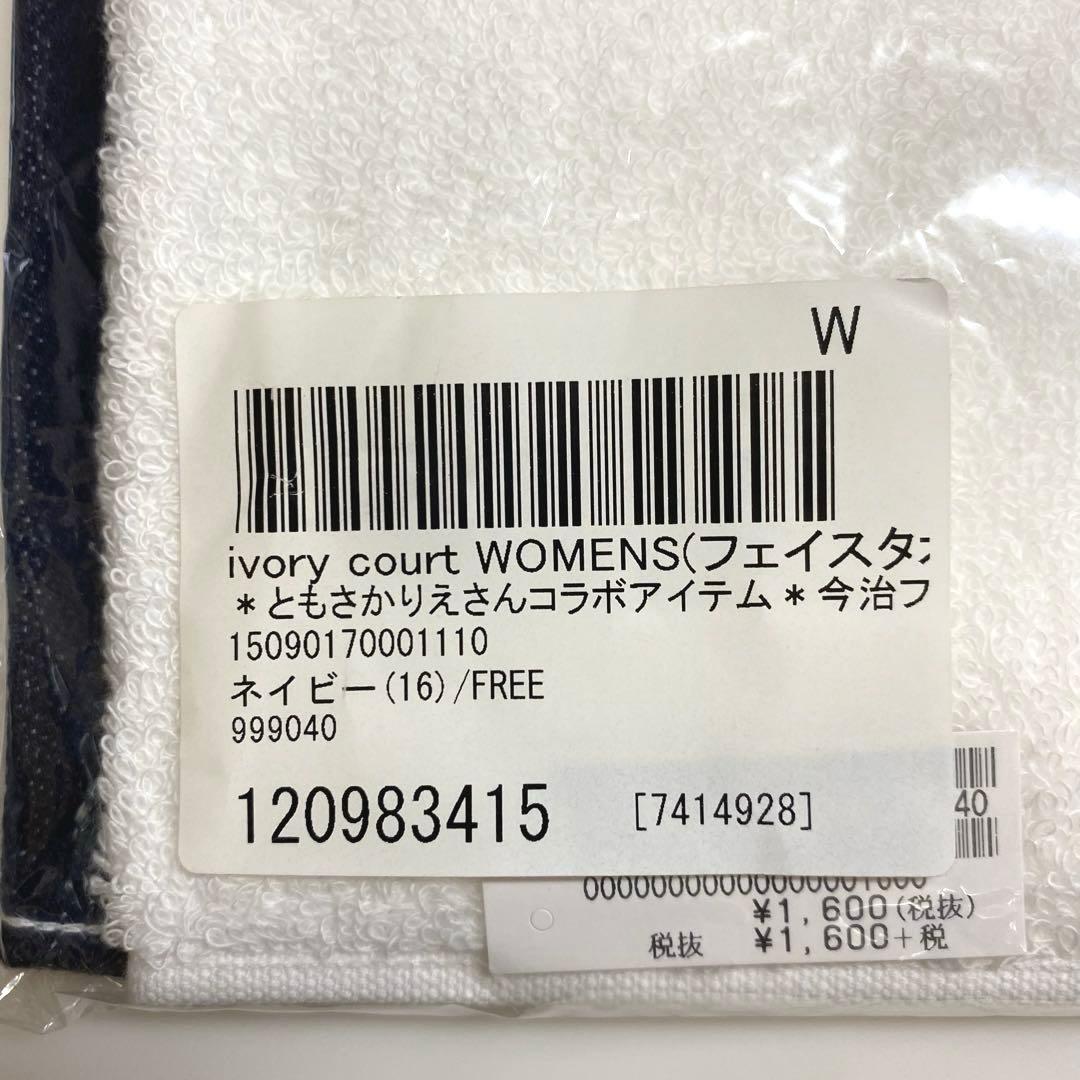 W
ivory court WOMENS(フェイスタオ
＊ともさかりえさんコラボアイテム＊今治フ
15090170001110
ネイビー(16)/FREE
999040
120983415 [7414928]
40
¥1,600(税抜)
税抜 ¥1,600+税